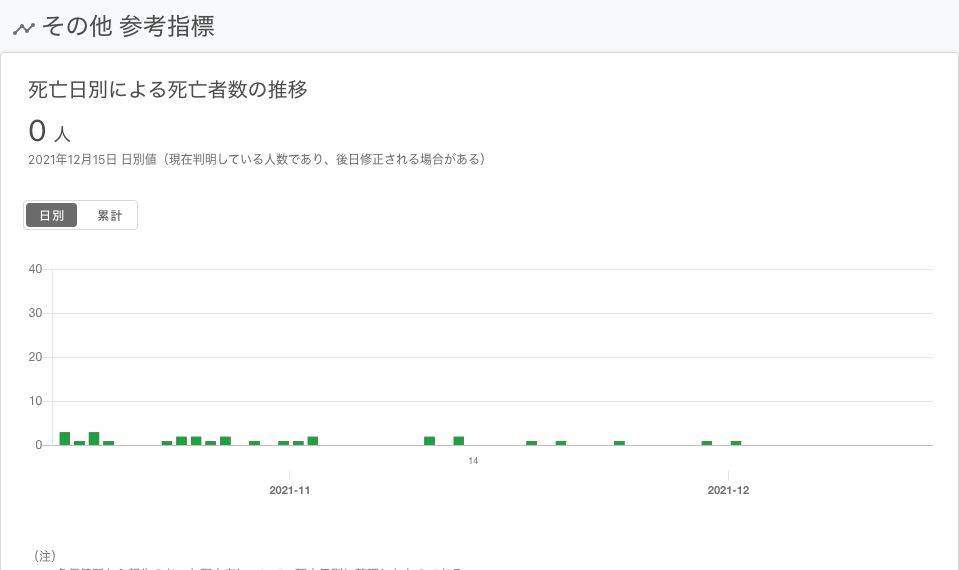 その他 参考指標
死亡日別による死亡者数の推移
0 人
2021年12月15日 日別値（現在判明している人数であり、後日修正される場合がある）
日別 累計
40
30
20
10
0
14
2021-11 2021-12
（注）